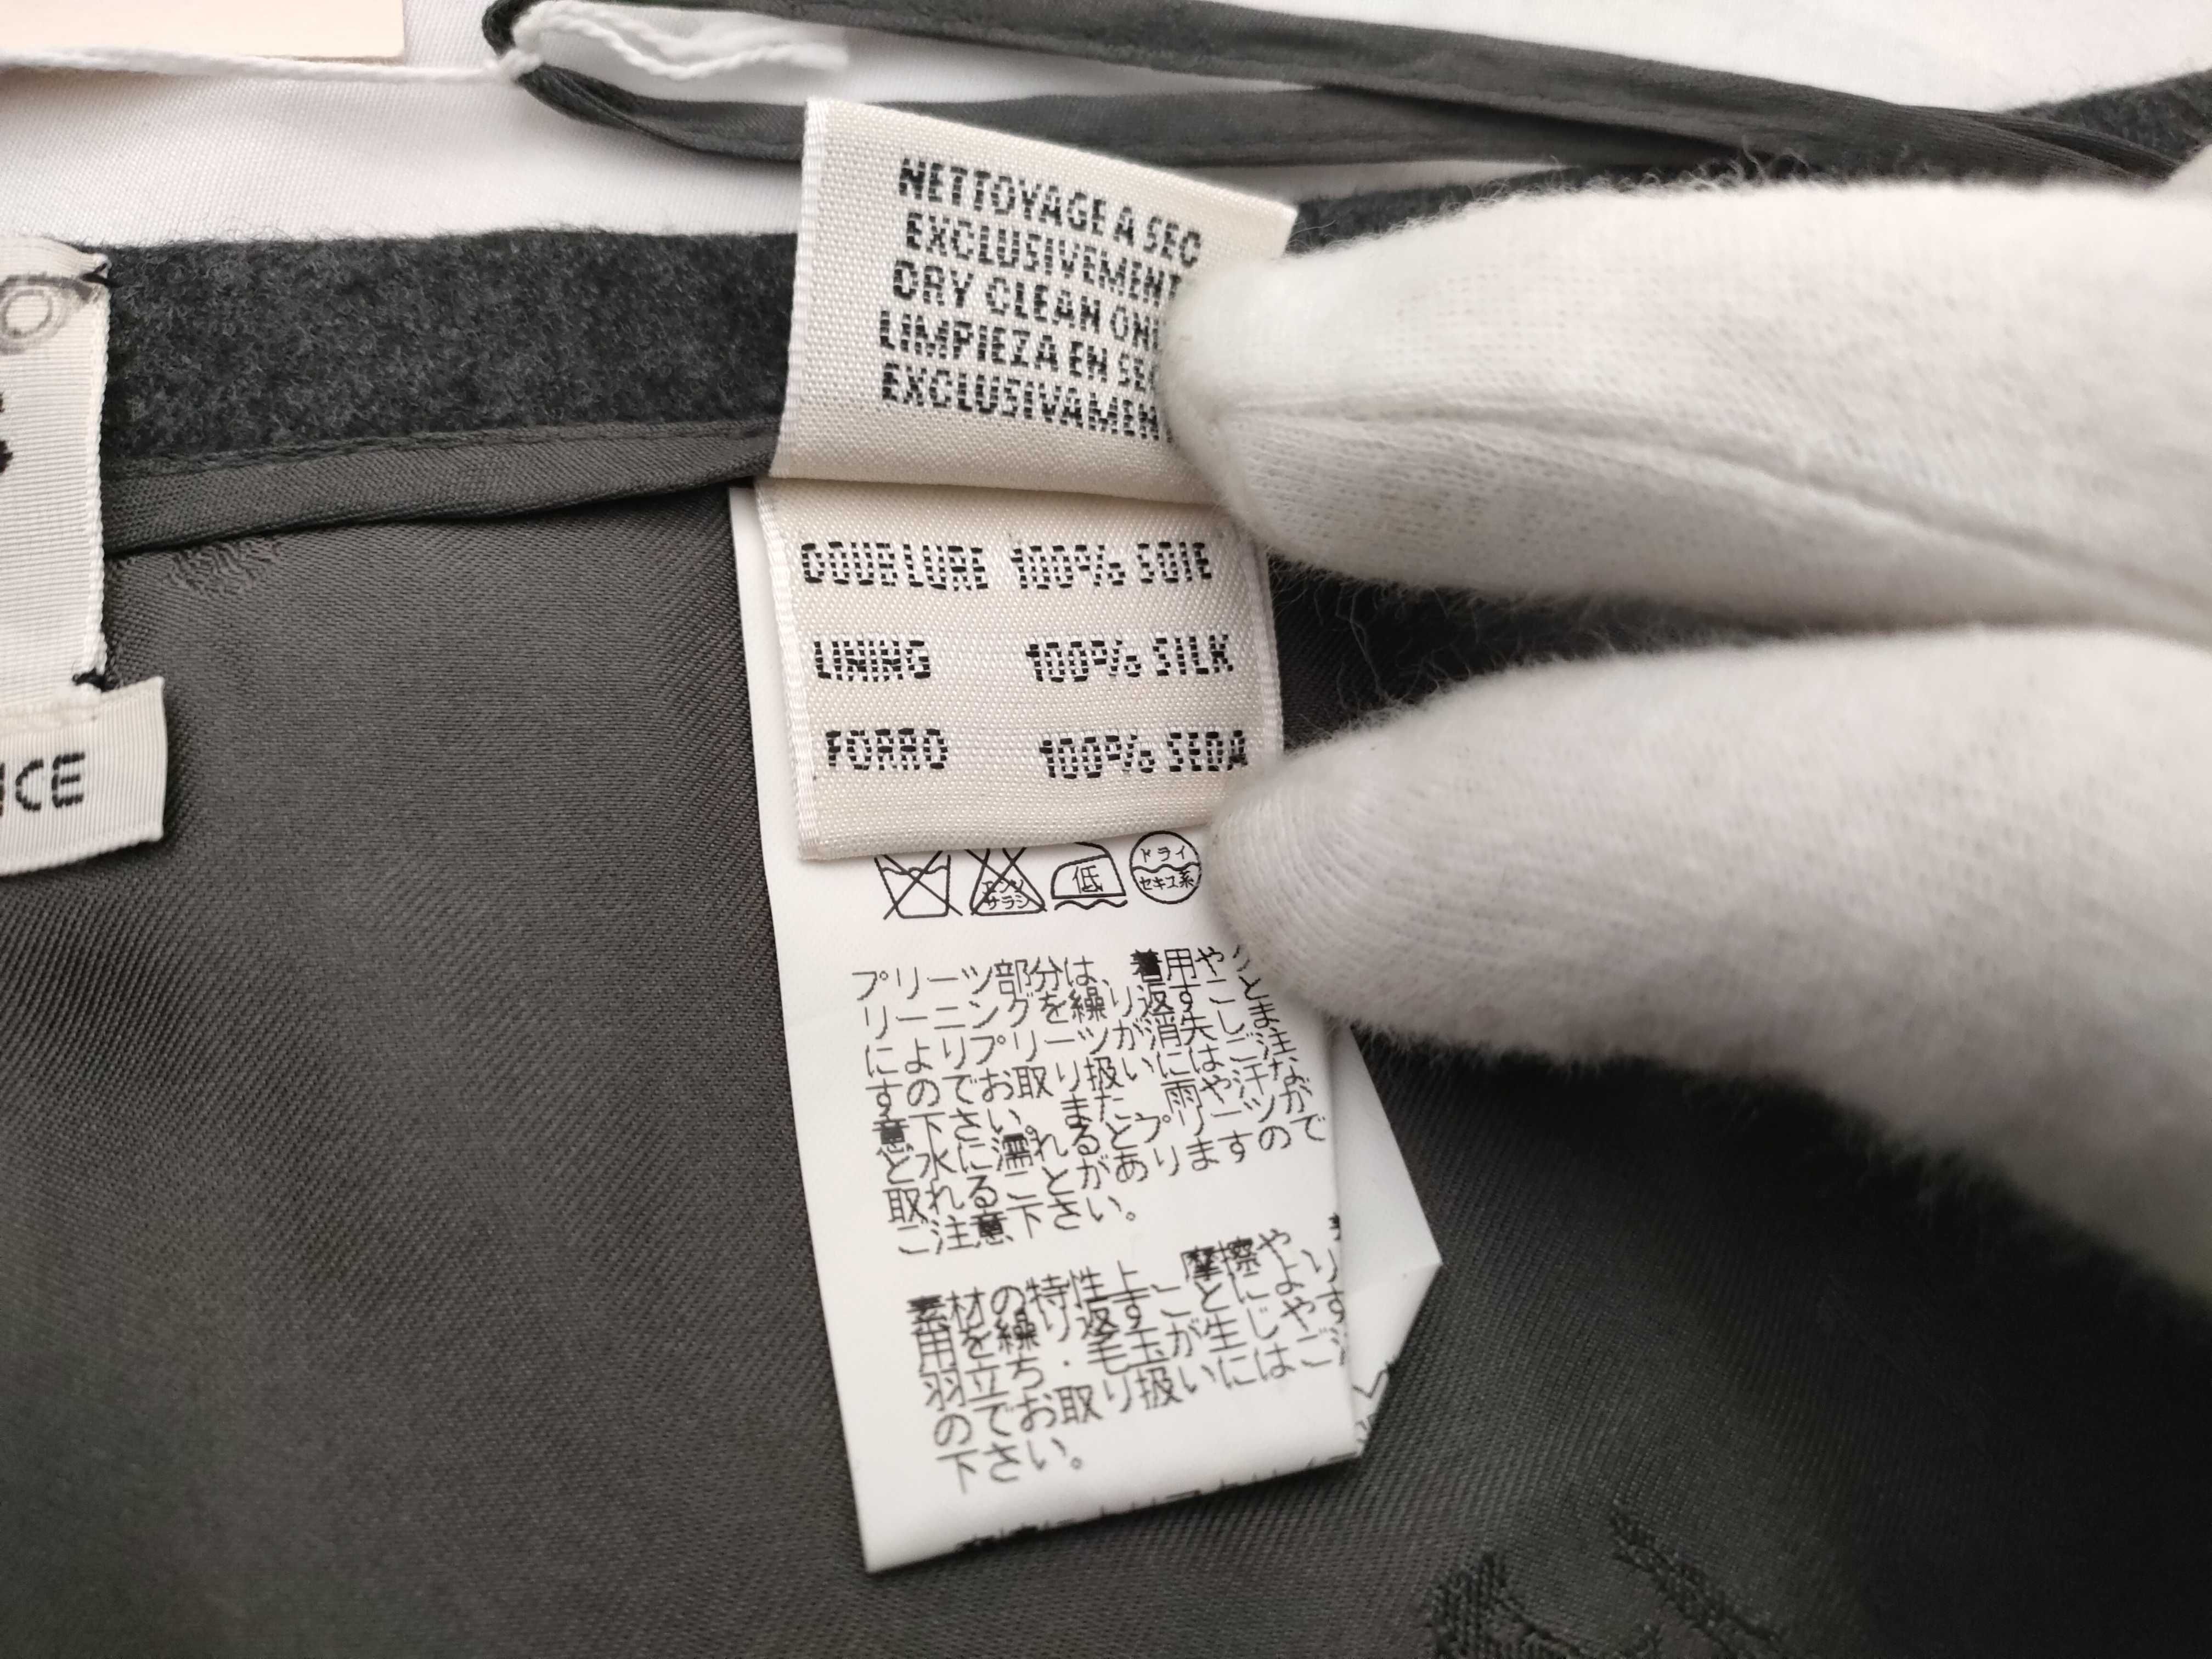 NETTOYAGE A SEC
EXCLUSIVEMENT
DRY CLEAN
LIMPIEZA EN
EXCLUSIVAMEN
DOUBLURE 100% SOIE
LINING 100% SILK
FORRO 100% SEDA
エンソ
サラシ
低
ドライ
セキユ系
プリーツ部分は、着用やク
リーニングを繰り返すこと
によりプリーツが消失しま
すのでお取り扱いにはご注
意下さい。また、雨や汗な
ど水に濡れるとプリーツが
取れることがありますので
ご注意下さい。
素材の特性上、摩擦や
用を繰り返すことにより
羽立ち・毛玉が生じやす
のでお取り扱いにはご
下さい。